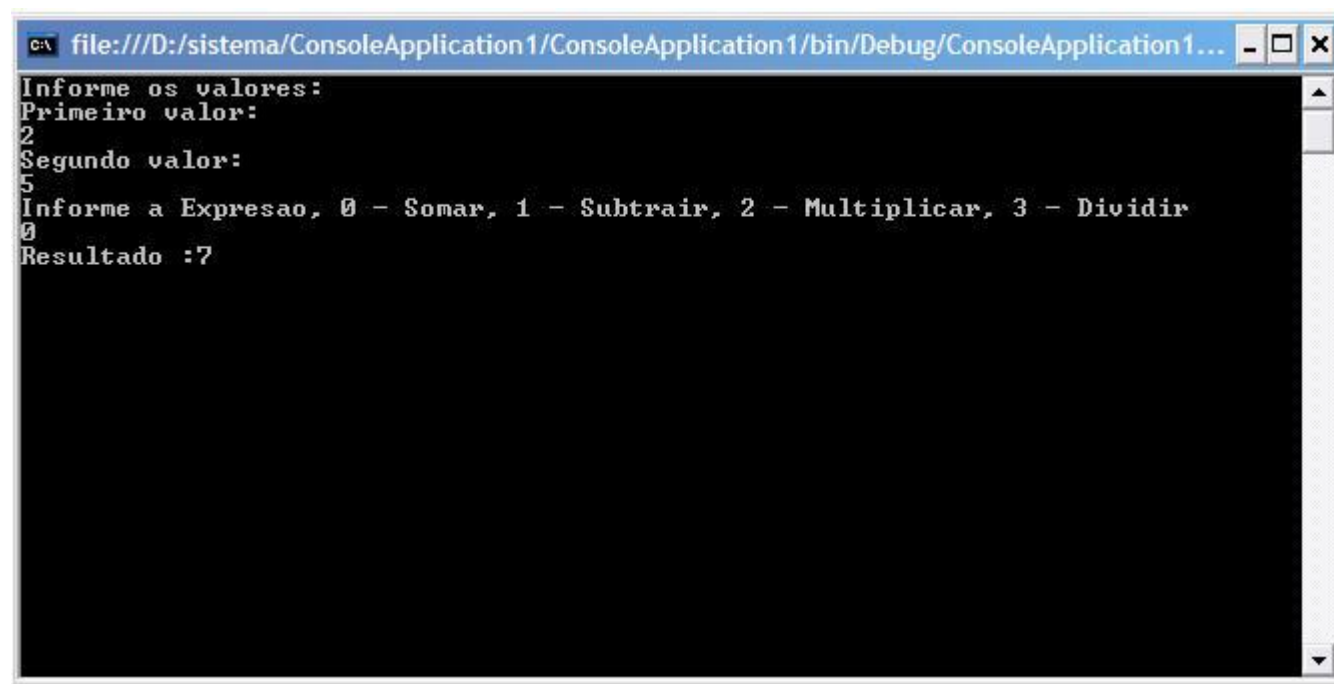 file:///D:/sistema/ConsoleApplication1/ConsoleApplication1/bin/Debug/ConsoleApplication1...
Informe os valores:
Primeiro valor:
2
Segundo valor:
5
Informe a Expresao, 0 - Somar, 1 - Subtrair, 2 - Multiplicar, 3 - Dividir
0
Resultado :7